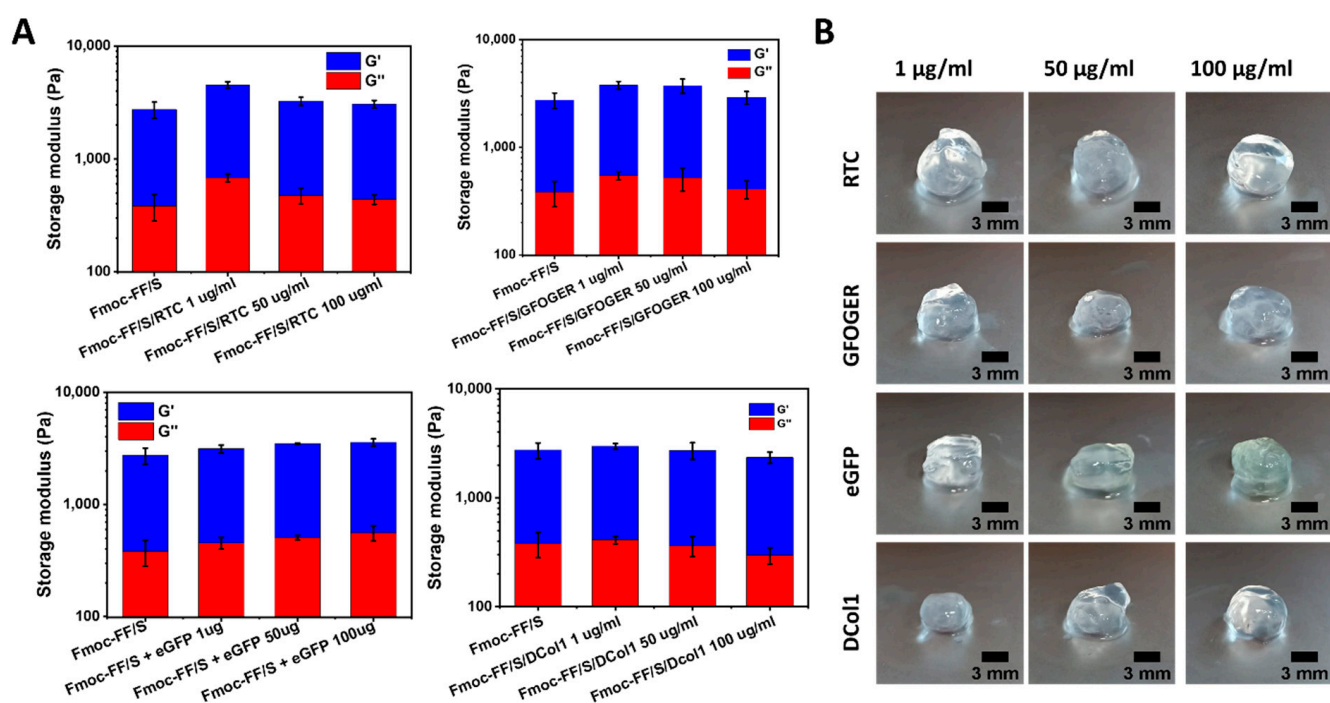 A
Storage modulus (Pa)
10,000
1,000
100
G'
G''
Fmoc-FF/S
Fmoc-FF/S/RTC 1 ug/ml
Fmoc-FF/S/RTC 50 ug/ml
Fmoc-FF/S/RTC 100 ugml
Storage modulus (Pa)
10,000
1,000
100
G'
G''
Fmoc-FF/S
Fmoc-FF/S/GFOGER 1 ug/ml
Fmoc-FF/S/GFOGER 50 ug/ml
Fmoc-FF/S/GFOGER 100 ug/ml
Storage modulus (Pa)
10,000
1,000
100
G'
G''
Fmoc-FF/S
Fmoc-FF/S + eGFP 1ug
Fmoc-FF/S + eGFP 50ug
Fmoc-FF/S + eGFP 100ug
Storage modulus (Pa)
10,000
1,000
100
G'
G''
Fmoc-FF/S
Fmoc-FF/S/DCol1 1 ug/ml
Fmoc-FF/S/DCol1 50 ug/ml
Fmoc-FF/S/Dcol1 100 ug/ml
B
1 µg/ml 50 µg/ml 100 µg/ml
RTC
3 mm 3 mm 3 mm
GFOGER
3 mm 3 mm 3 mm
eGFP
3 mm 3 mm 3 mm
DCol1
3 mm 3 mm 3 mm